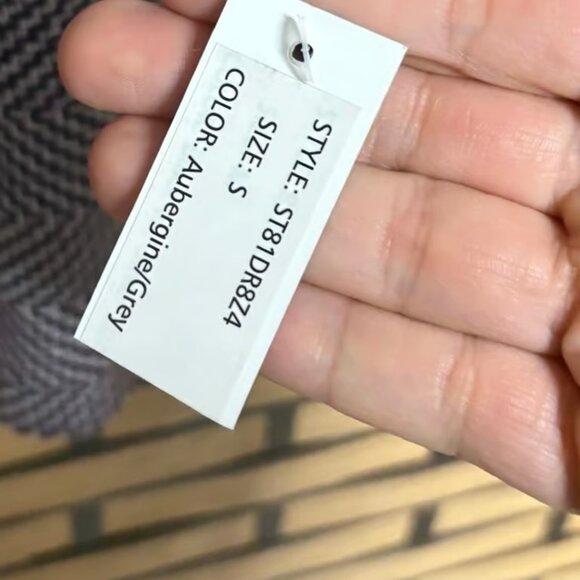 STYLE: ST81DR8Z4
SIZE: S
COLOR: Aubergine/Grey